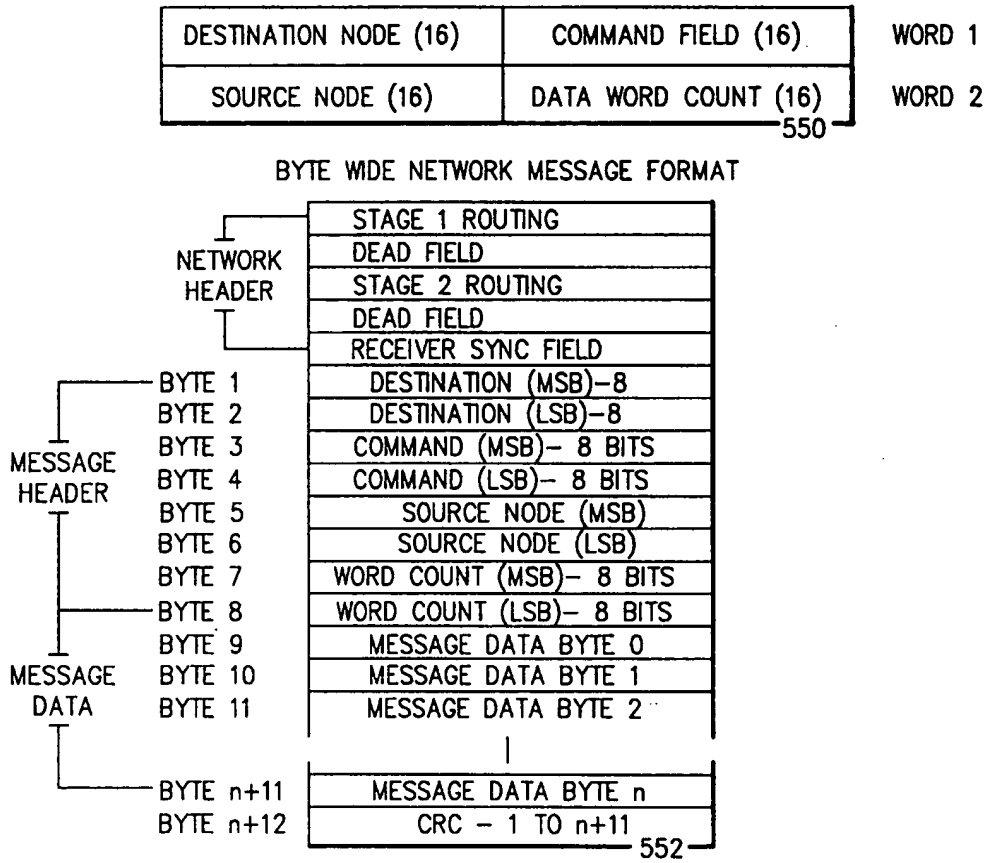 DESTINATION NODE (16) COMMAND FIELD (16) WORD 1
SOURCE NODE (16) DATA WORD COUNT (16) WORD 2
550
BYTE WIDE NETWORK MESSAGE FORMAT
STAGE 1 ROUTING
DEAD FIELD
STAGE 2 ROUTING
DEAD FIELD
RECEIVER SYNC FIELD
NETWORK
HEADER
BYTE 1 DESTINATION (MSB)-8
BYTE 2 DESTINATION (LSB)-8
BYTE 3 COMMAND (MSB)- 8 BITS
BYTE 4 COMMAND (LSB)- 8 BITS
BYTE 5 SOURCE NODE (MSB)
BYTE 6 SOURCE NODE (LSB)
BYTE 7 WORD COUNT (MSB)- 8 BITS
BYTE 8 WORD COUNT (LSB)- 8 BITS
MESSAGE
HEADER
BYTE 9 MESSAGE DATA BYTE 0
BYTE 10 MESSAGE DATA BYTE 1
BYTE 11 MESSAGE DATA BYTE 2
MESSAGE
DATA
BYTE n+11 MESSAGE DATA BYTE n
BYTE n+12 CRC - 1 TO n+11
552